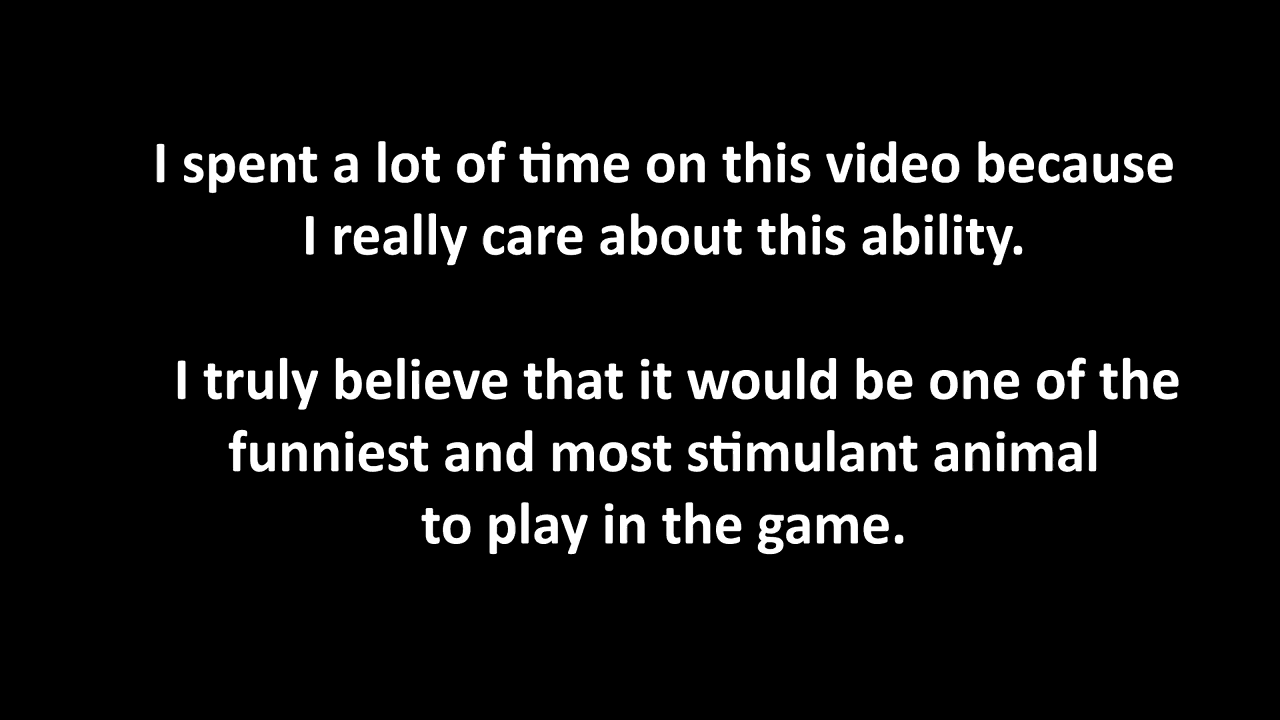 I spent a lot of time on this video because
I really care about this ability.
I truly believe that it would be one of the
funniest and most stimulant animal
to play in the game.